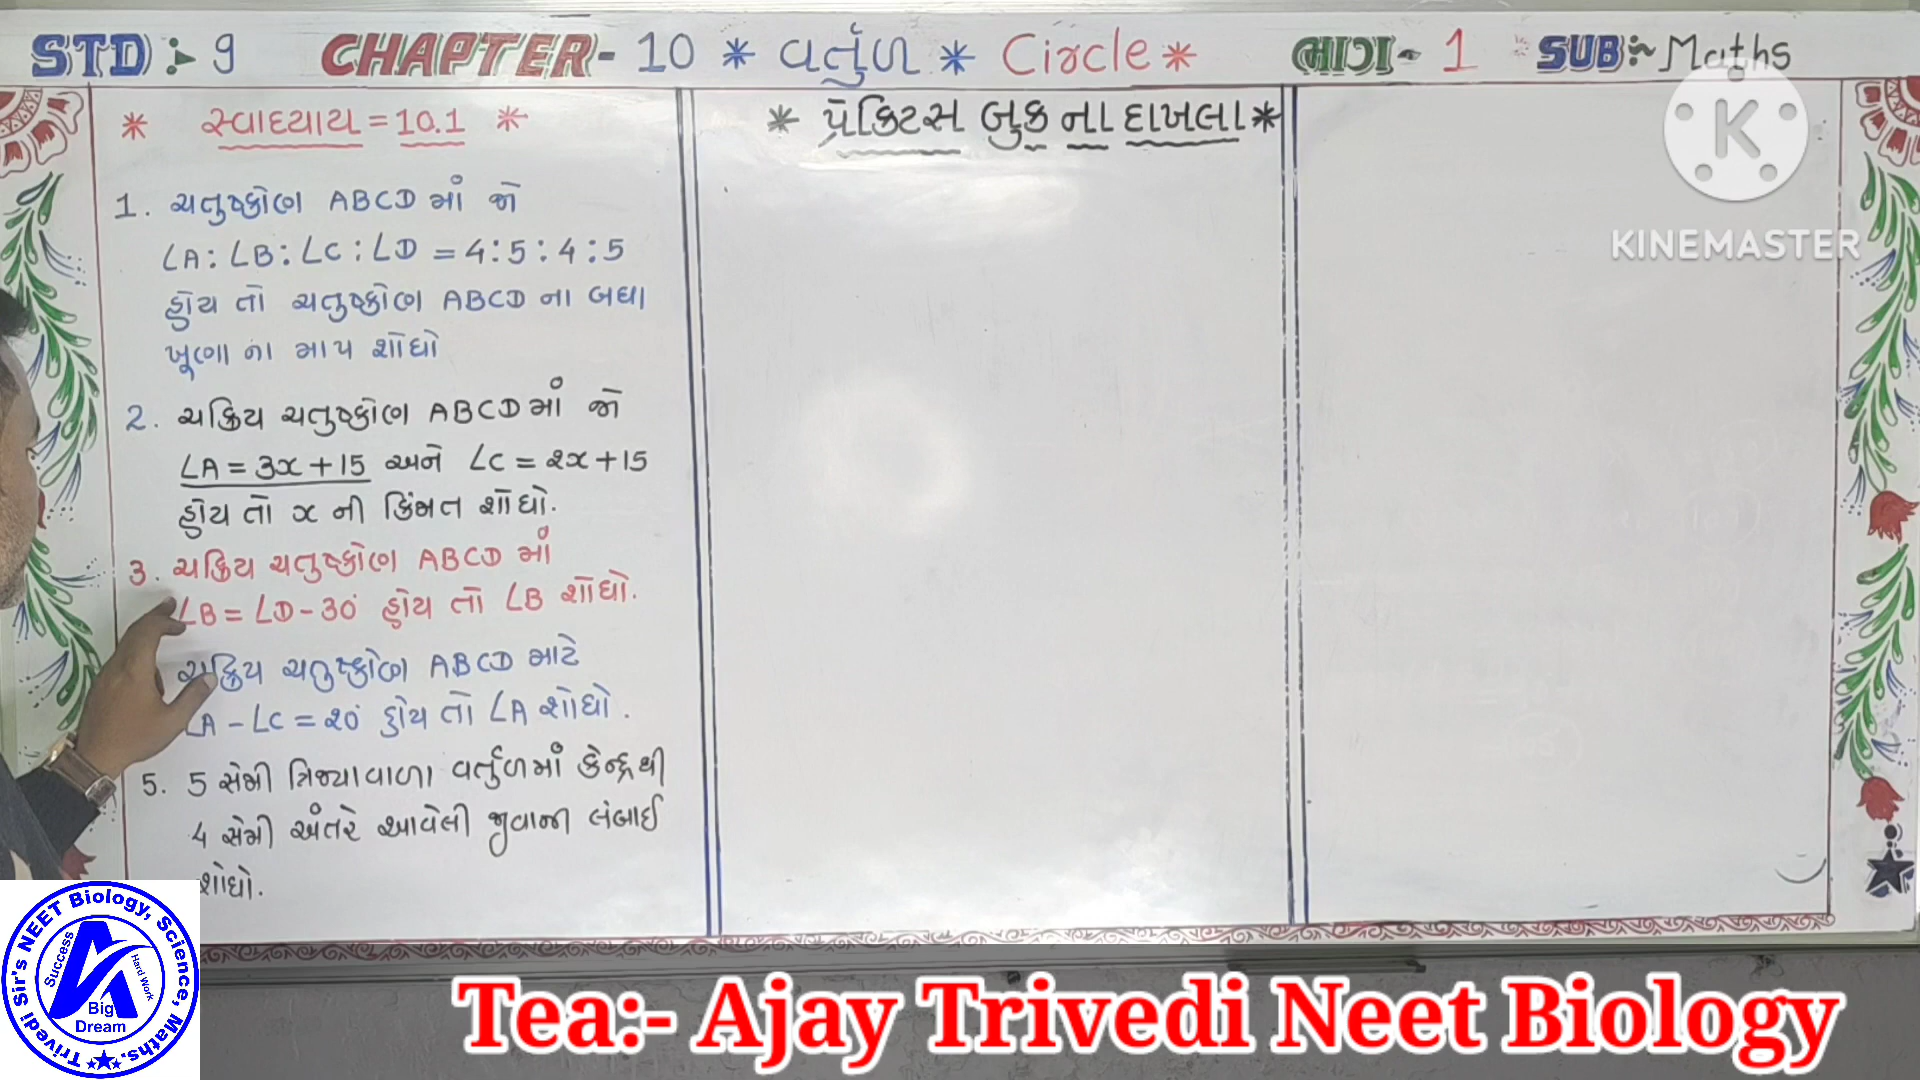 STD :- 9 CHAPTER- 10 * વર્તુળ * Circle * ભાગ- 1 * SUB:~ Maths
* સ્વાધ્યાય = 10.1 *
1. ચતુષ્કોણ ABCD માં જો
∠A : ∠B : ∠C : ∠D = 4 : 5 : 4 : 5
હોય તો ચતુષ્કોણ ABCD ના બધા
ખૂણા ના માપ શોધો
2. ચક્રિય ચતુષ્કોણ ABCD માં જો
∠A = 3x + 15 અને ∠C = 2x + 15
હોય તો x ની કિંમત શોધો.
3. ચક્રિય ચતુષ્કોણ ABCD માં
∠B = ∠D - 30° હોય તો ∠B શોધો.
ચક્રિય ચતુષ્કોણ ABCD માટે
∠A - ∠C = 20° હોય તો ∠A શોધો.
5. 5 સેમી ત્રિજ્યાવાળા વર્તુળમાં કેન્દ્રથી
4 સેમી અંતરે આવેલી જીવાની લંબાઈ
શોધો.
* પ્રેક્ટિસ બુક ના દાખલા *
K
KINEMASTER
Trivedi Sir's NEET Biology, Science, Maths.
Success
Hard Work
Big
Dream
Tea:- Ajay Trivedi Neet Biology